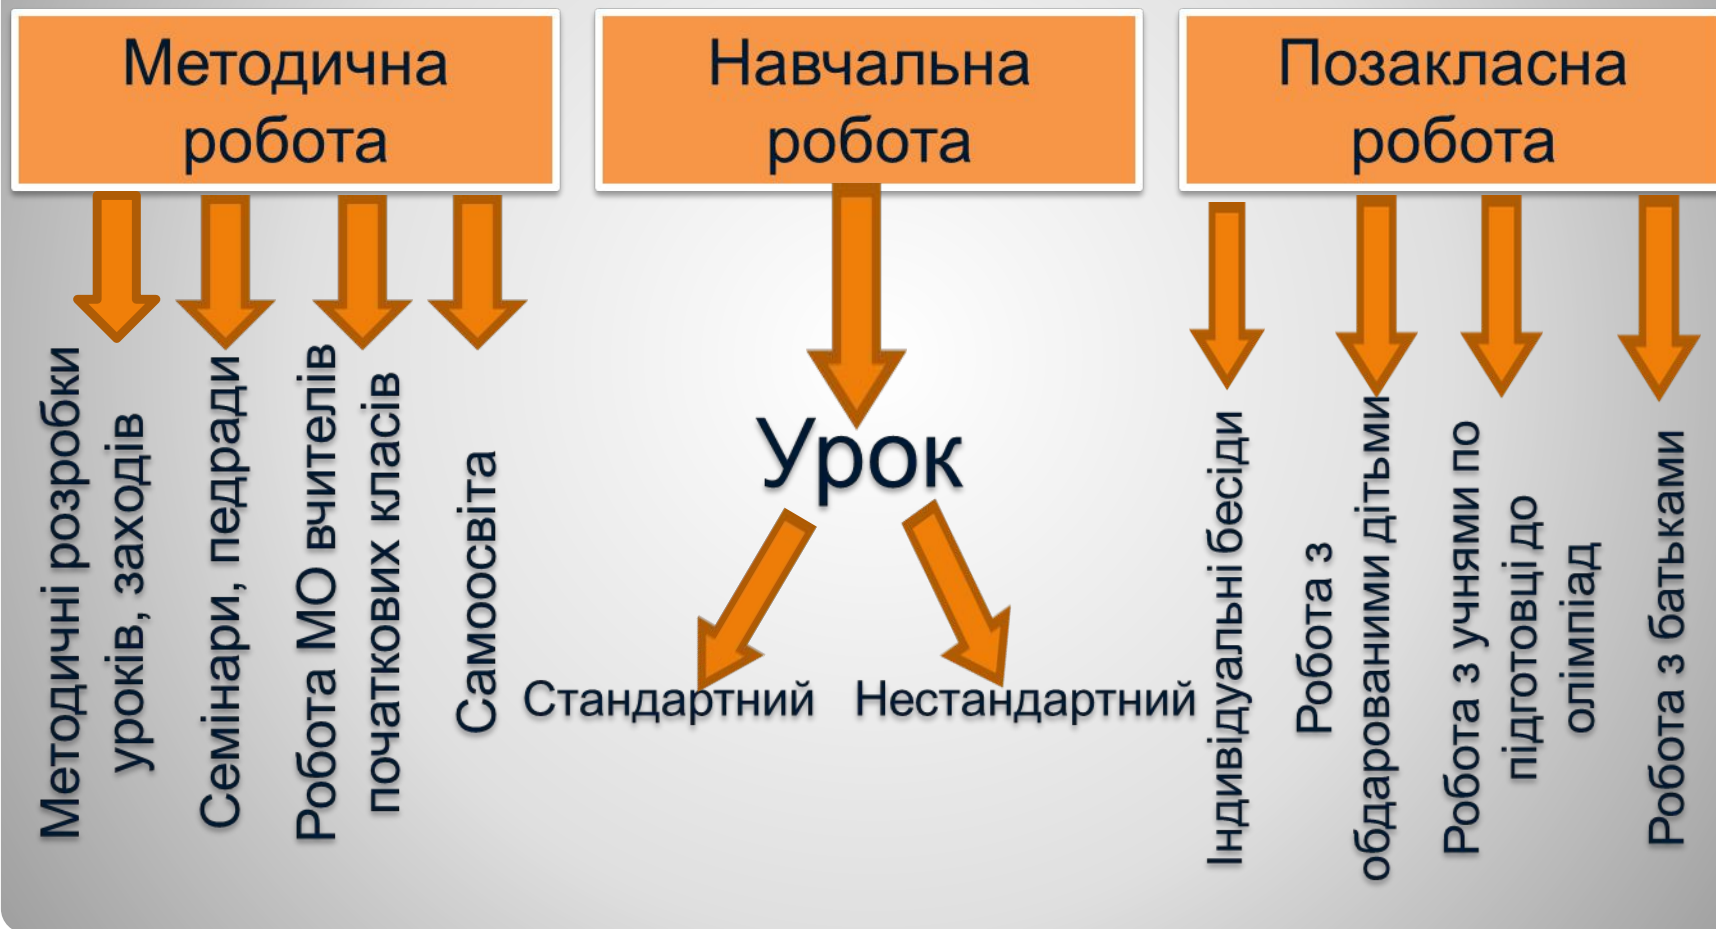 Методична
робота
Навчальна
робота
Позакласна
робота
Методичні розробки
уроків, заходів
Семінари, педради
Робота МО вчителів
початкових класів
Самоосвіта
Урок
Стандартний
Нестандартний
Індивідуальні бесіди
Робота з
обдарованими дітьми
Робота з учнями по
підготовці до
олімпіад
Робота з батьками